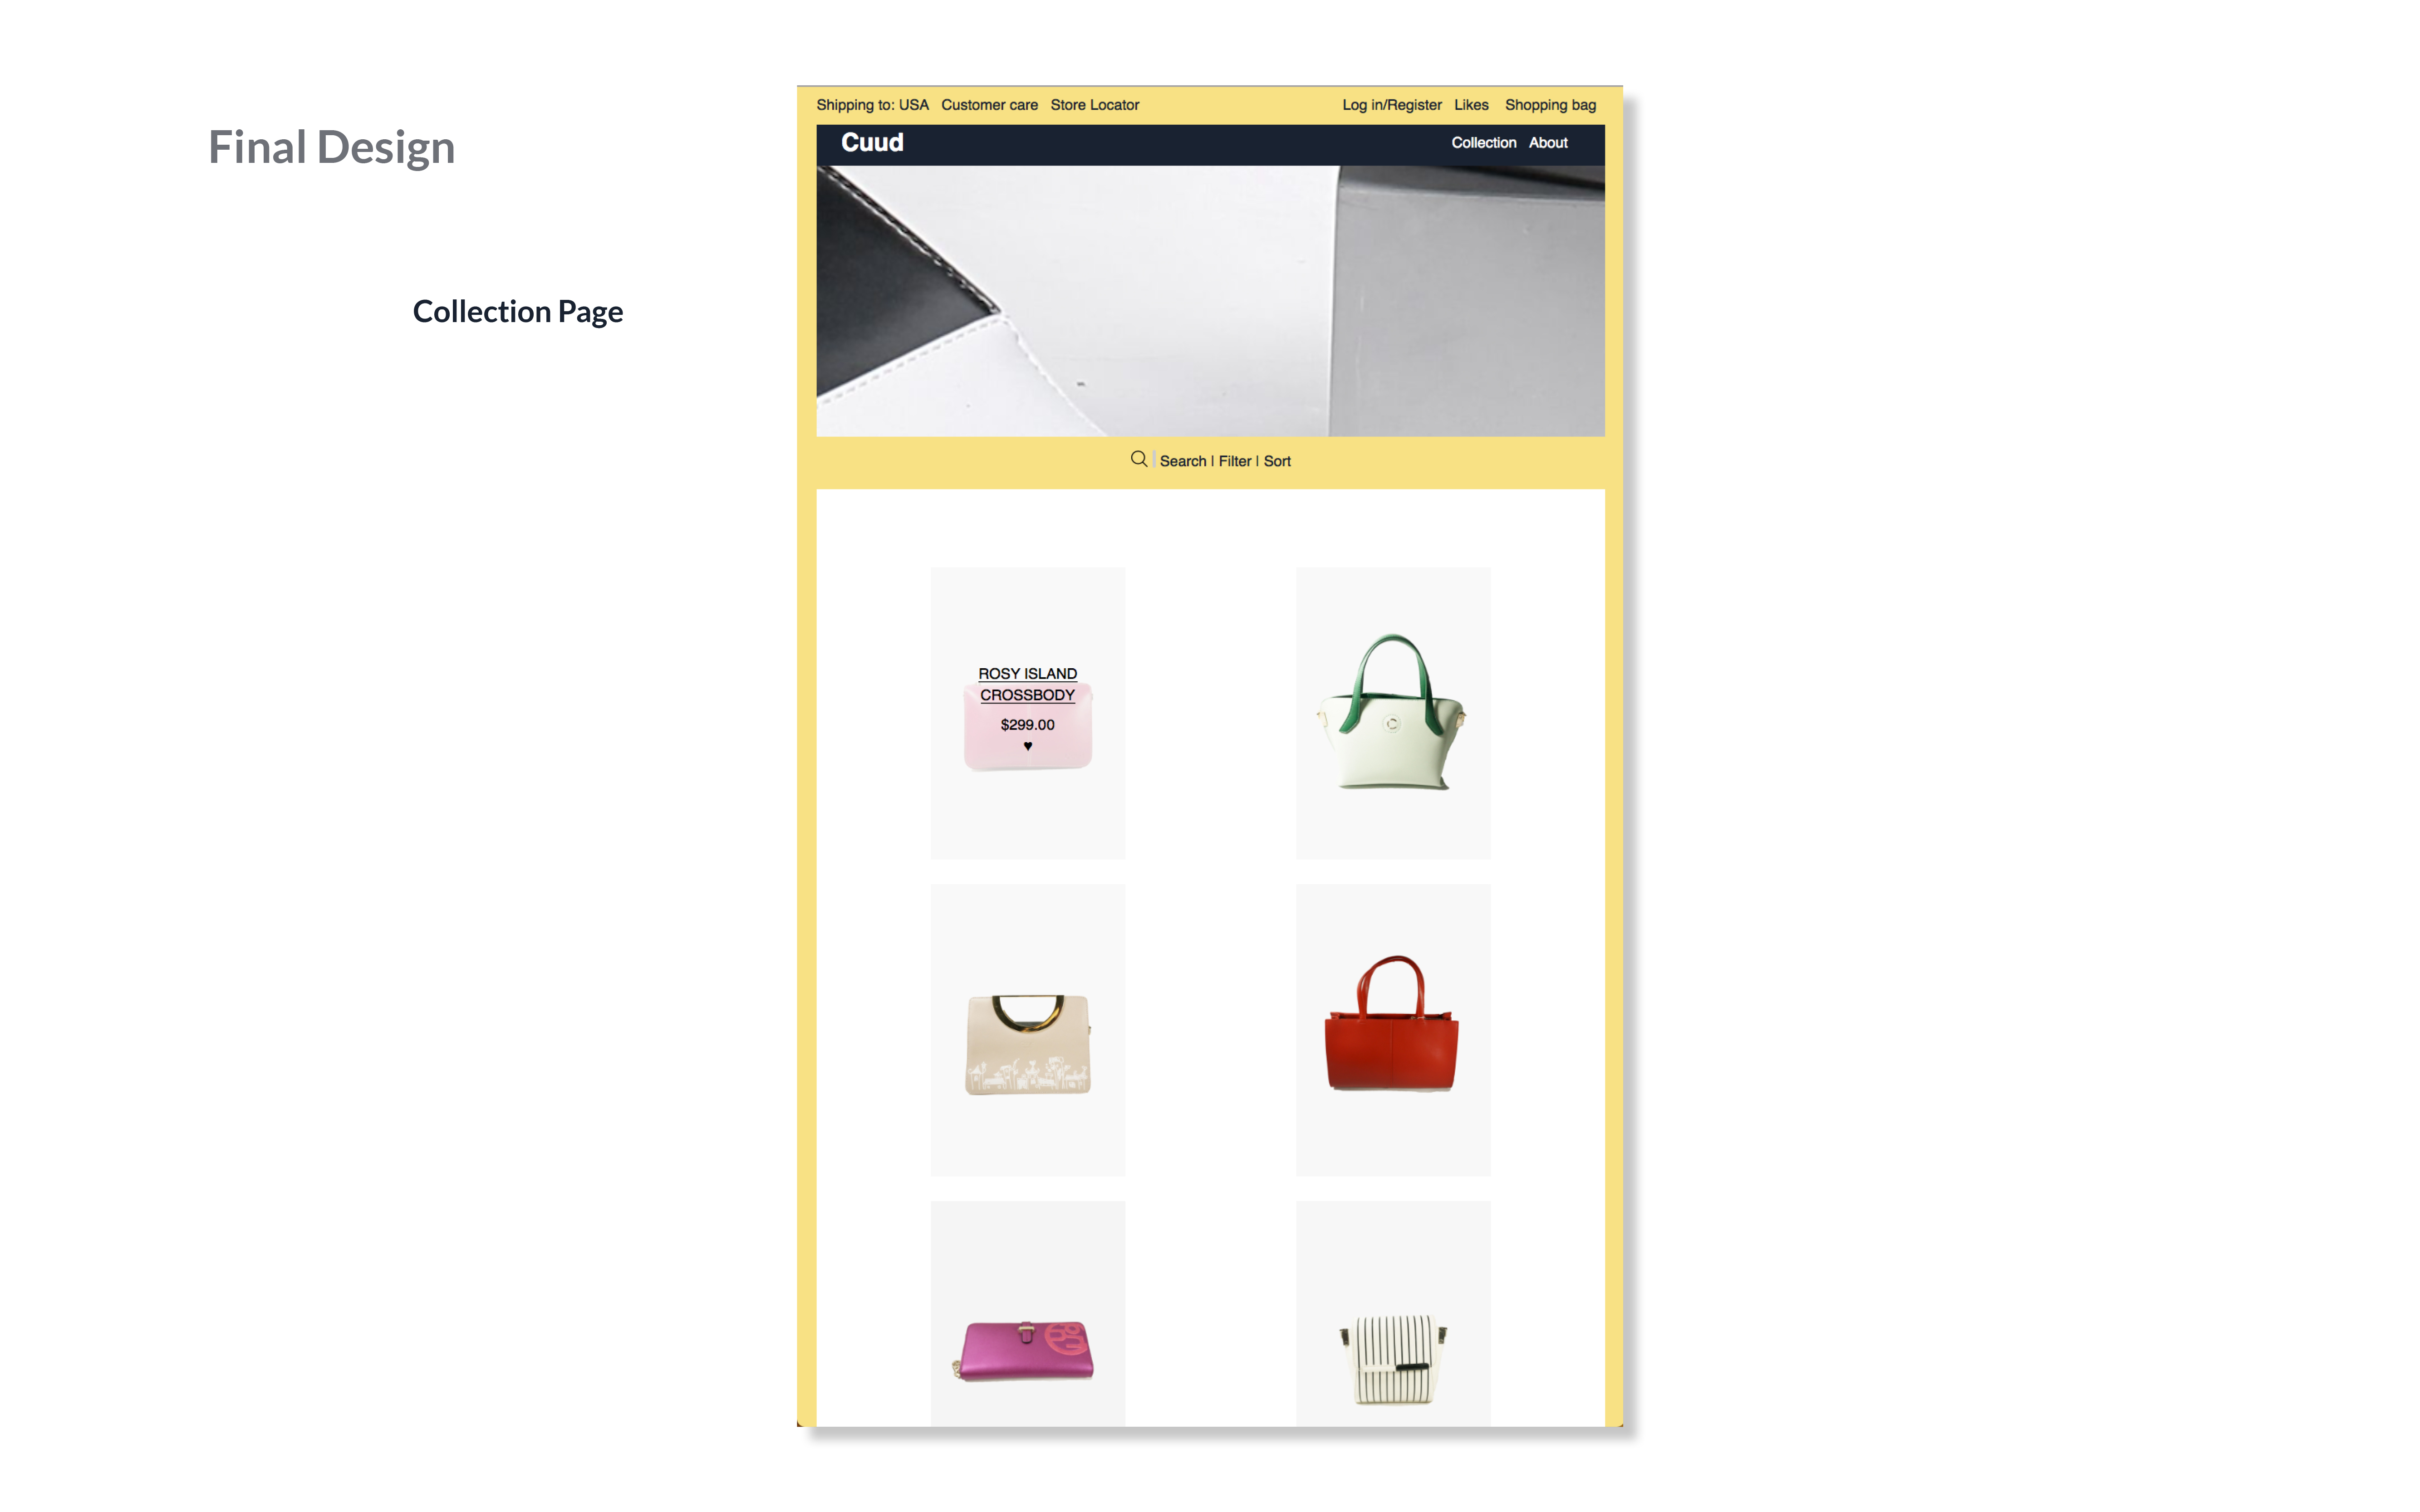 Final Design
Collection Page
Shipping to: USA Customer care Store Locator
Log in/Register Likes Shopping bag
Cuud
Collection About
Search | Filter | Sort
ROSY ISLAND
CROSSBODY
$299.00
♥